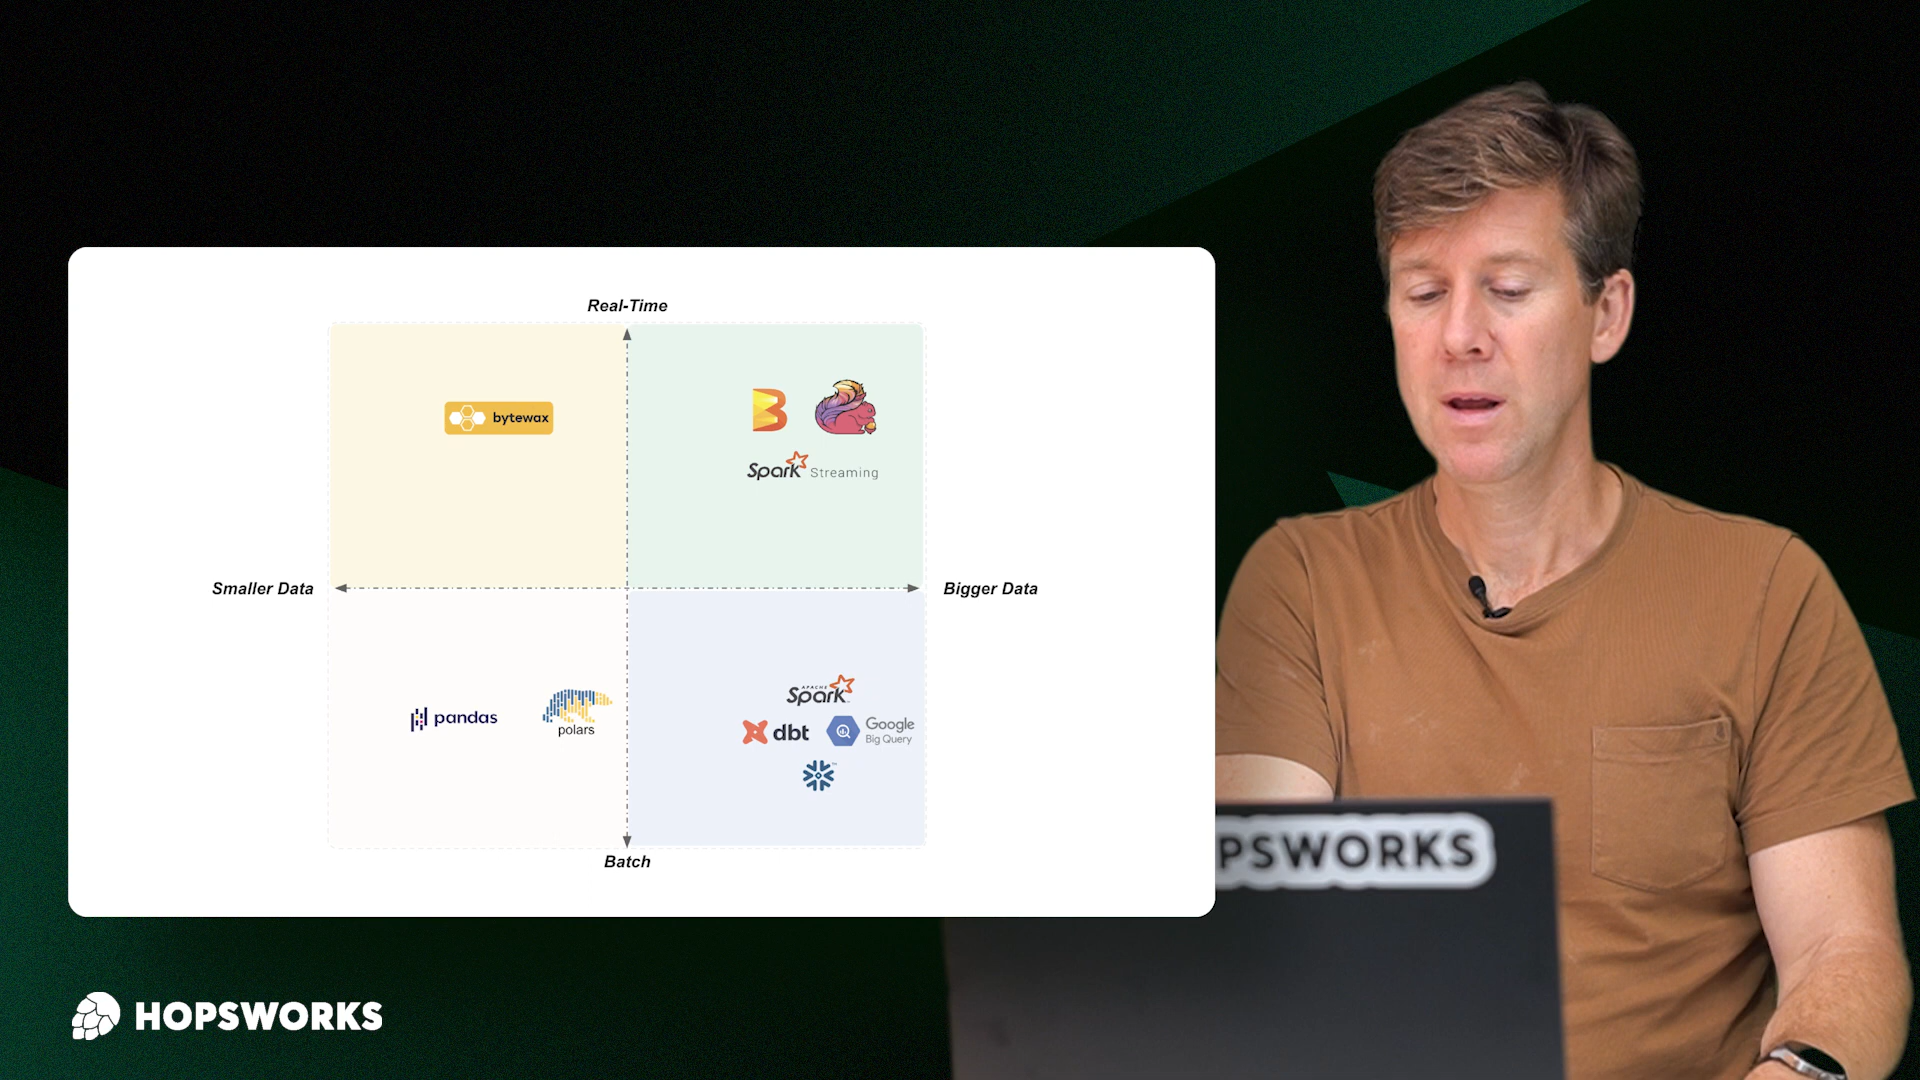 Real-Time
bytewax
Spark Streaming
Smaller Data
Bigger Data
APACHE
Spark
pandas
polars
dbt
Google
Big Query
Batch
PSWORKS
HOPSWORKS